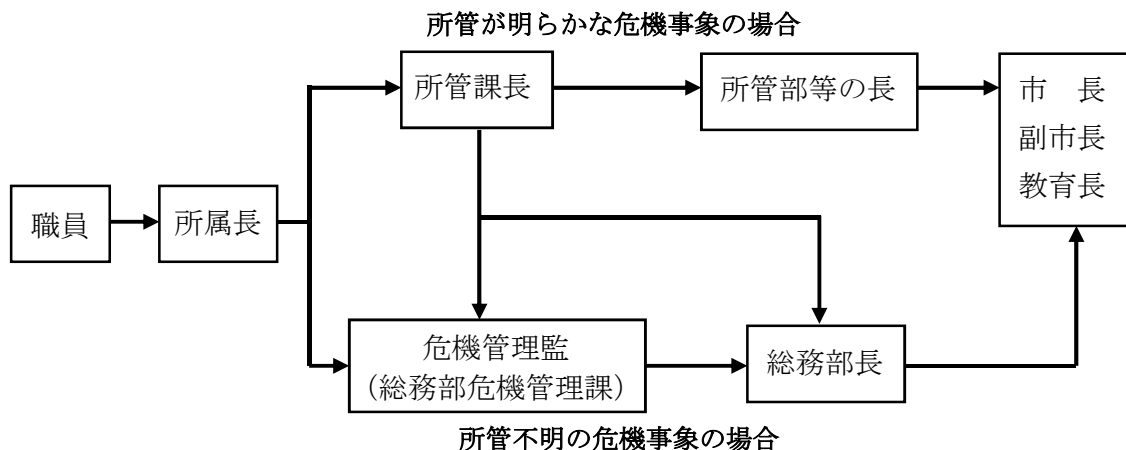 所管が明らかな危機事象の場合
所管課長
所管部等の長
市　長
副市長
教育長
職員
所属長
危機管理監
（総務部危機管理課）
総務部長
所管不明の危機事象の場合